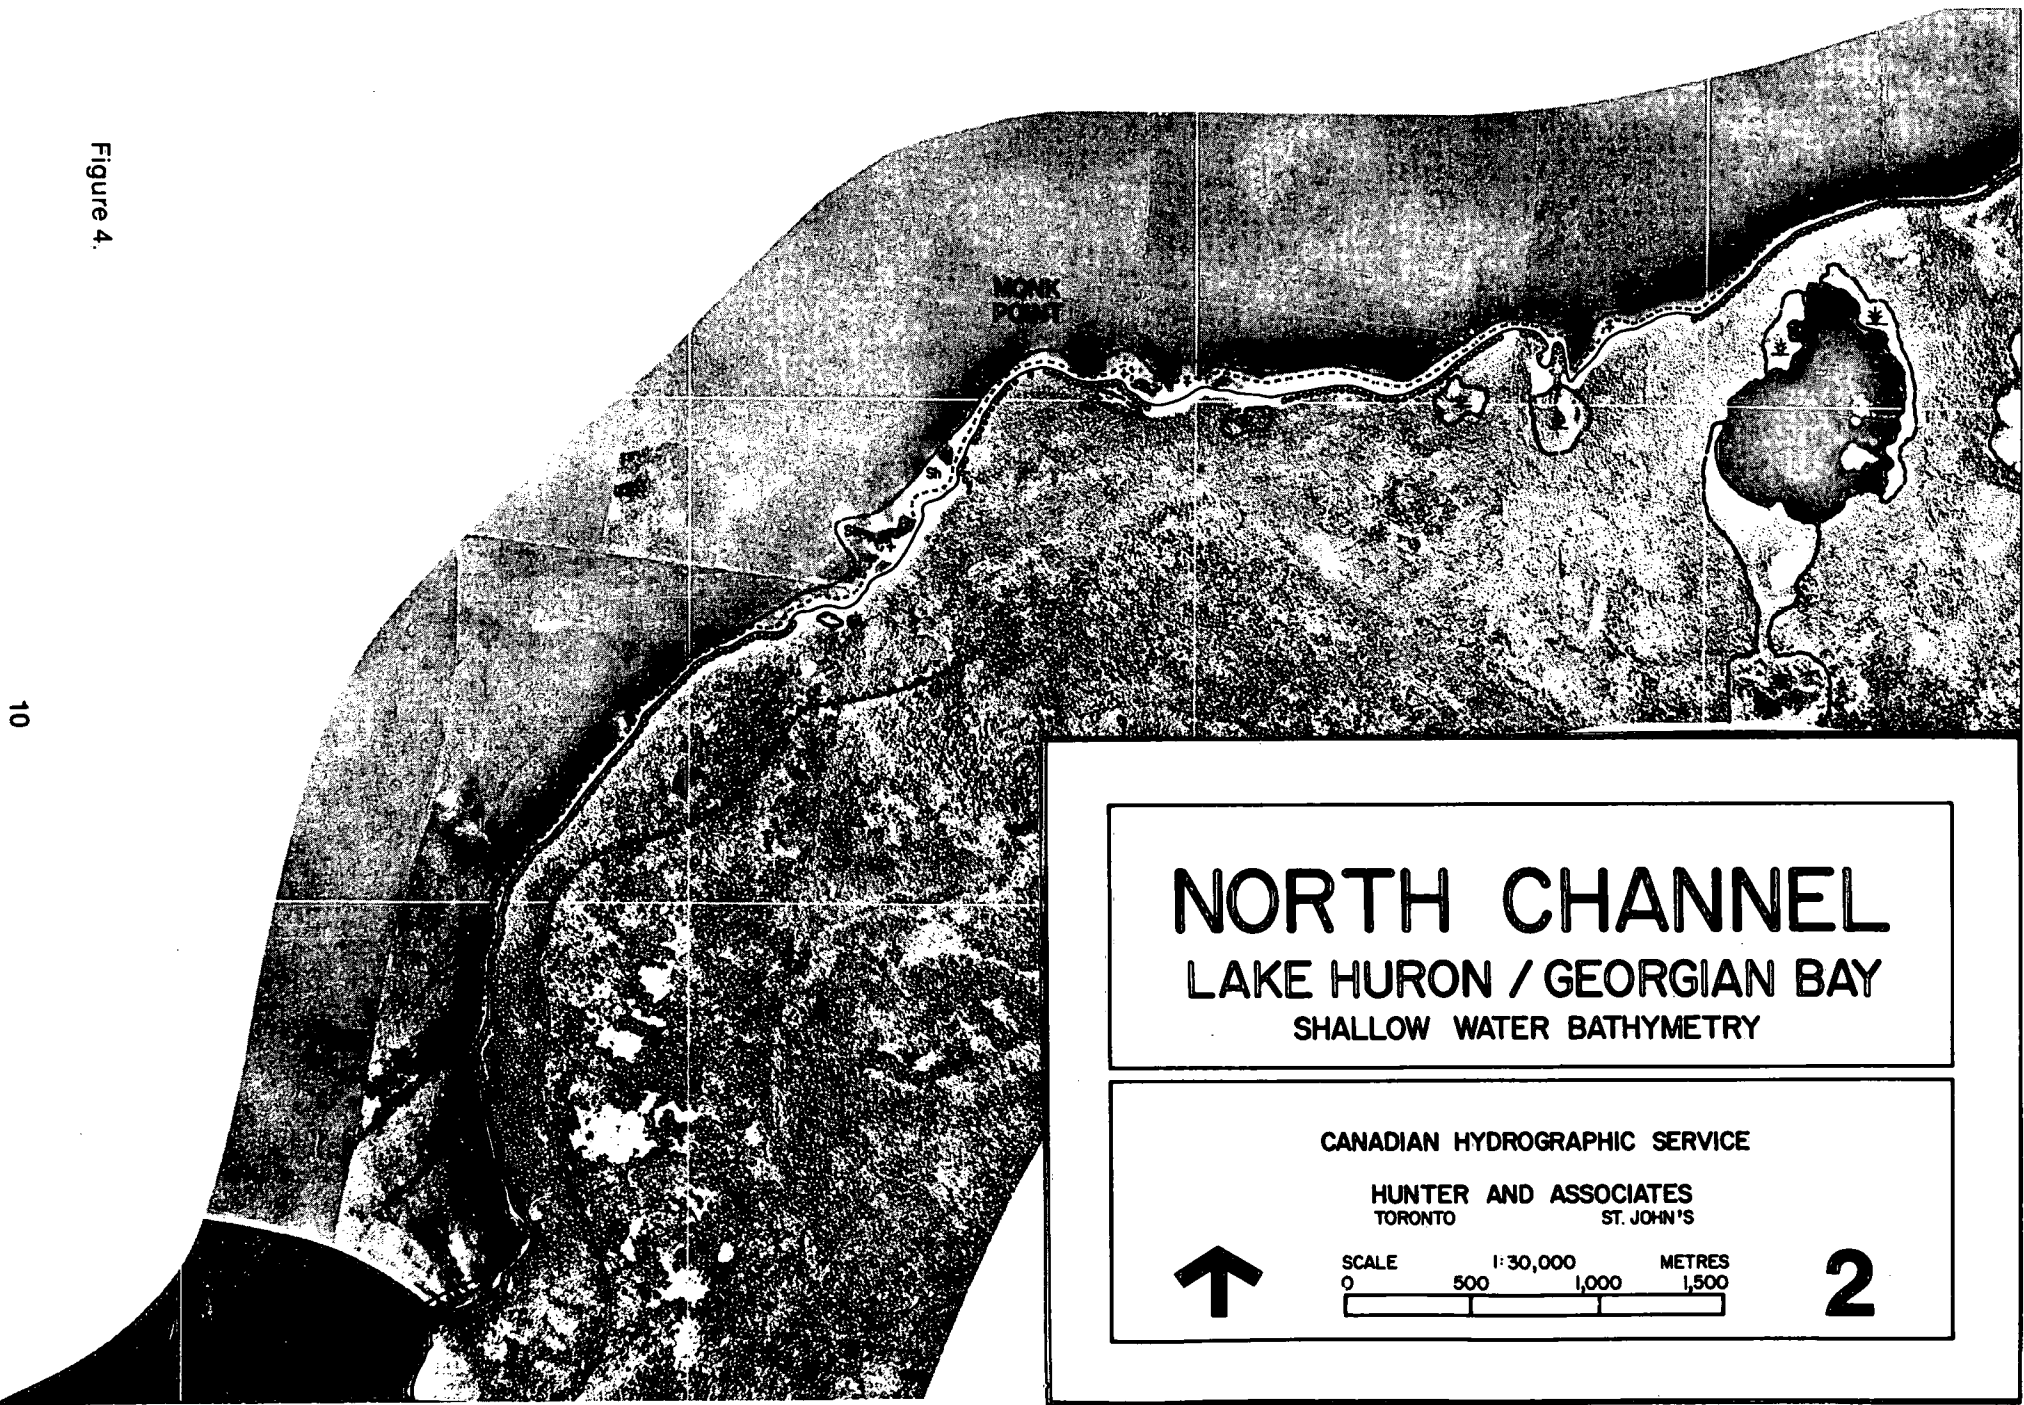 Figure 4.
MONK
POINT
NORTH CHANNEL
LAKE HURON / GEORGIAN BAY
SHALLOW WATER BATHYMETRY
CANADIAN HYDROGRAPHIC SERVICE
HUNTER AND ASSOCIATES
TORONTO ST. JOHN'S
SCALE 1:30,000 METRES
0 500 1,000 1,500
2
10